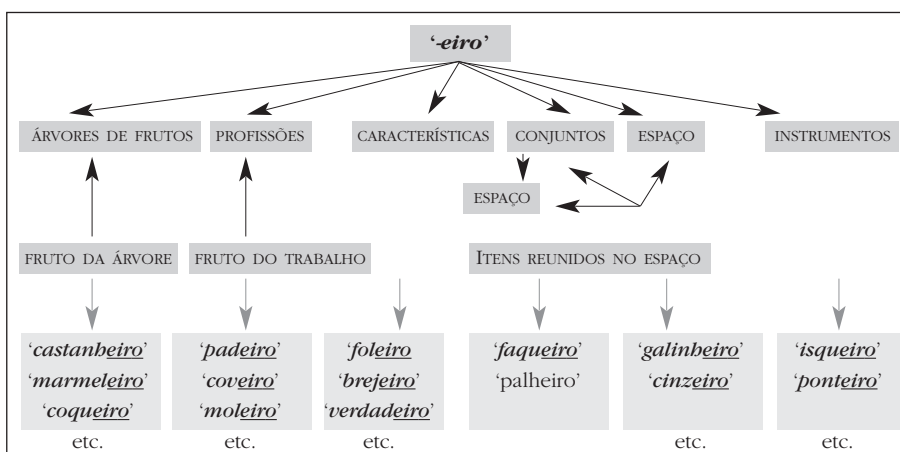 ‘-eiro’
ÁRVORES DE FRUTOS PROFISSÕES CARACTERÍSTICAS CONJUNTOS ESPAÇO INSTRUMENTOS
ESPAÇO
FRUTO DA ÁRVORE FRUTO DO TRABALHO ITENS REUNIDOS NO ESPAÇO
‘castanheiro’ ‘padeiro’ ‘foleiro ‘faqueiro’ ‘galinheiro’ ‘isqueiro’
‘marmeleiro’ ‘coveiro’ ‘brejeiro’ ‘palheiro’ ‘cinzeiro’ ‘ponteiro’
‘coqueiro’ ‘moleiro’ ‘verdadeiro’
etc. etc. etc. etc. etc.